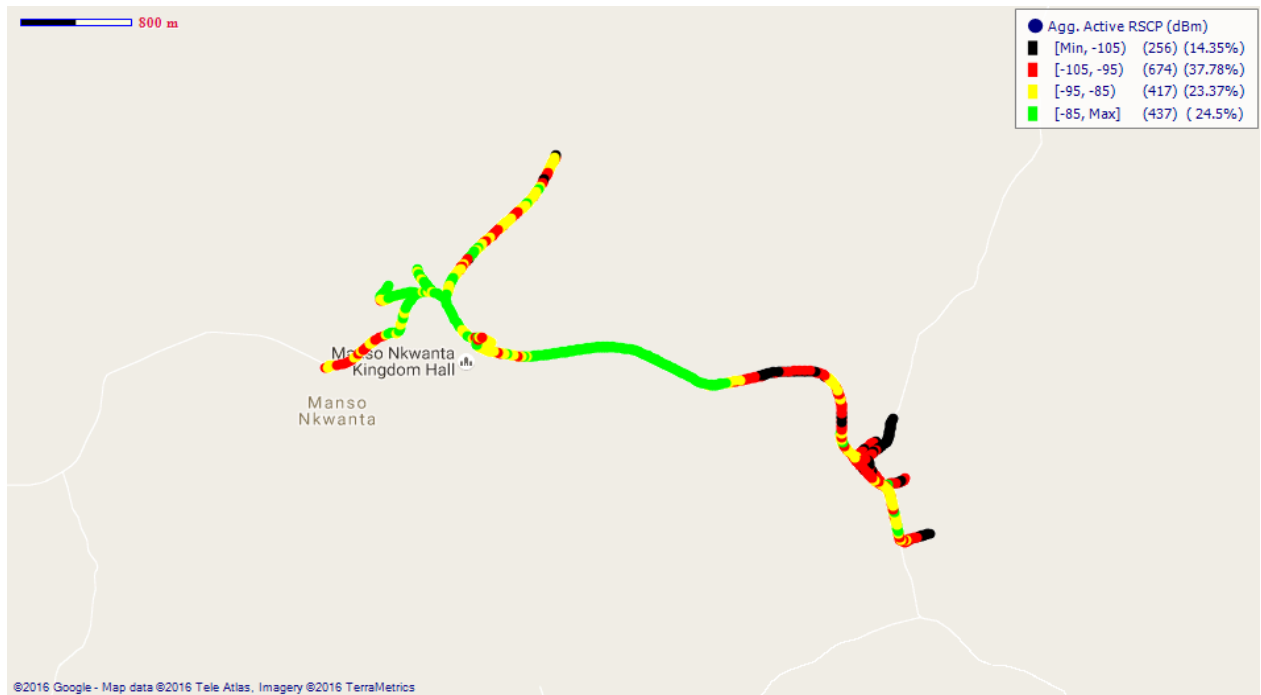 800 m
Agg. Active RSCP (dBm)
[Min, -105) (256) (14.35%)
[-105, -95) (674) (37.78%)
[-95, -85) (417) (23.37%)
[-85, Max] (437) ( 24.5%)
Manso Nkwanta
Kingdom Hall
Manso
Nkwanta
©2016 Google - Map data ©2016 Tele Atlas, Imagery ©2016 TerraMetrics